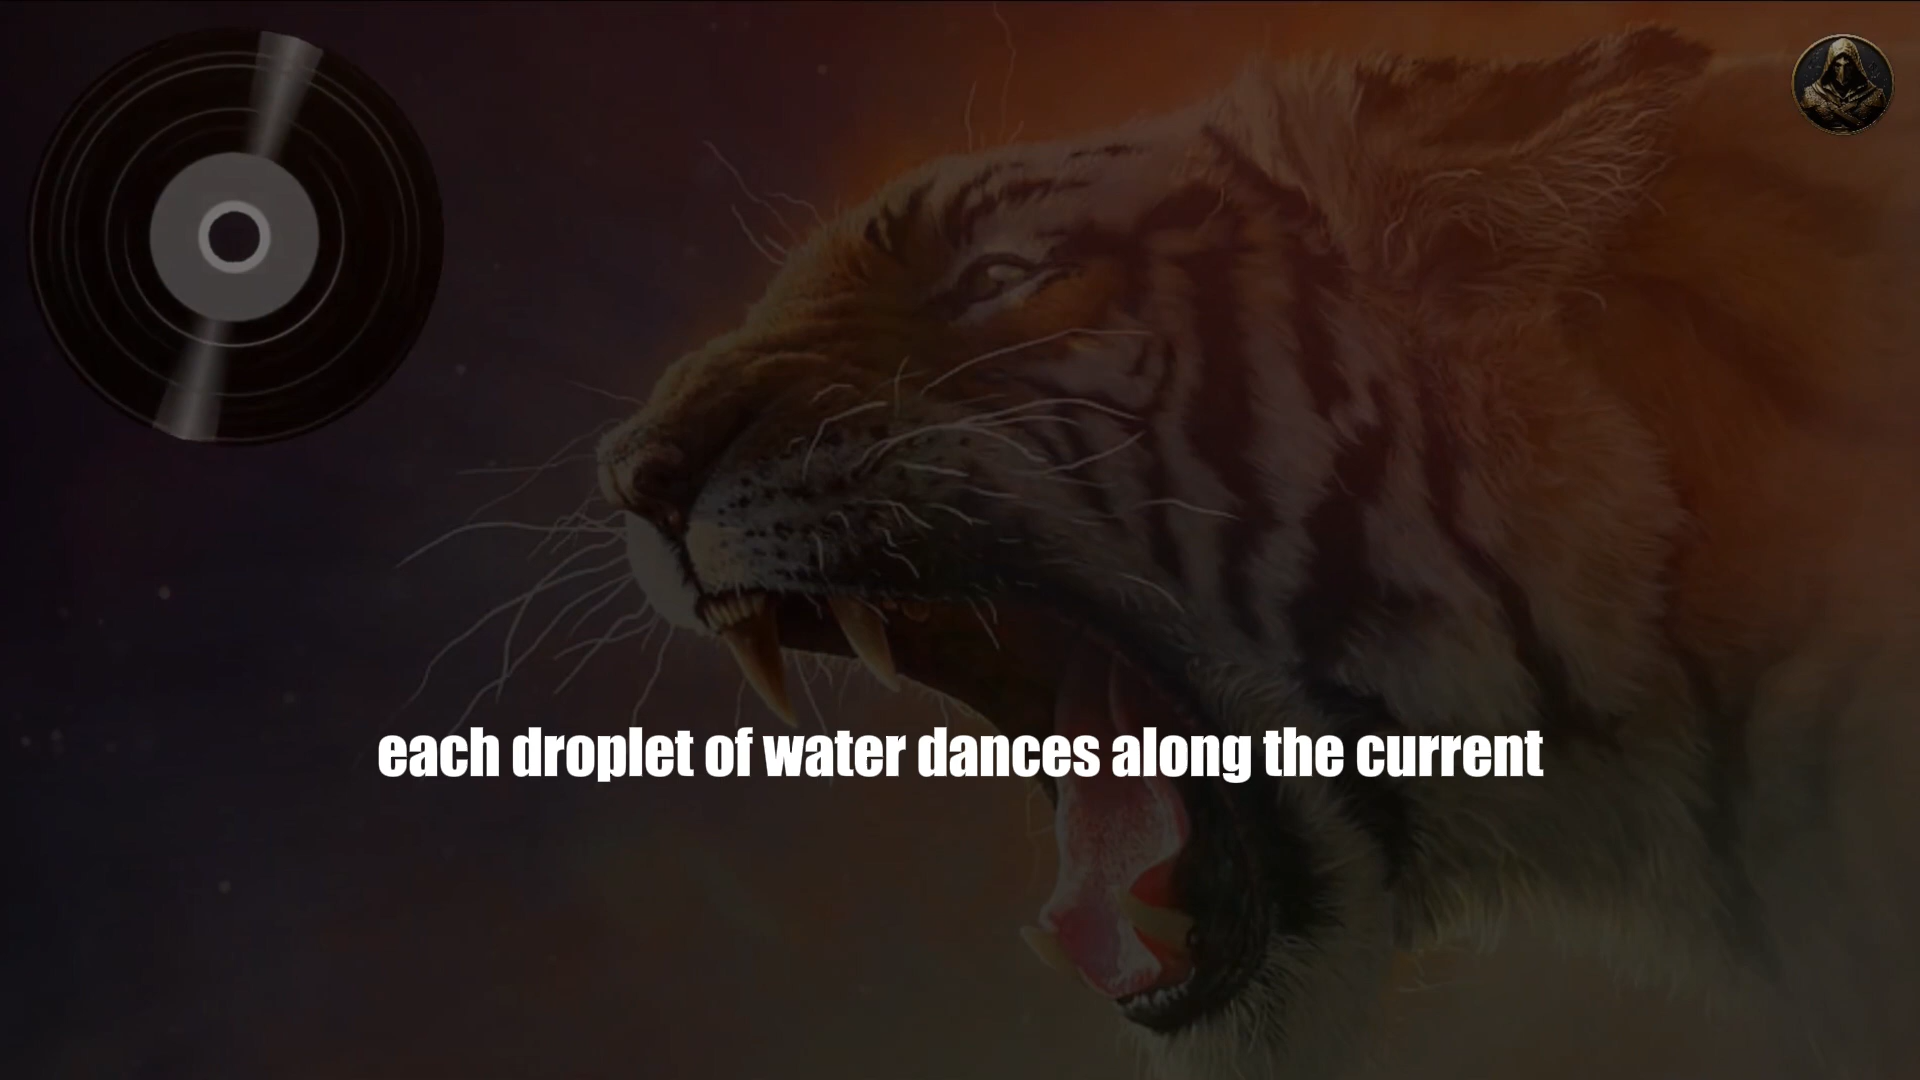 each droplet of water dances along the current